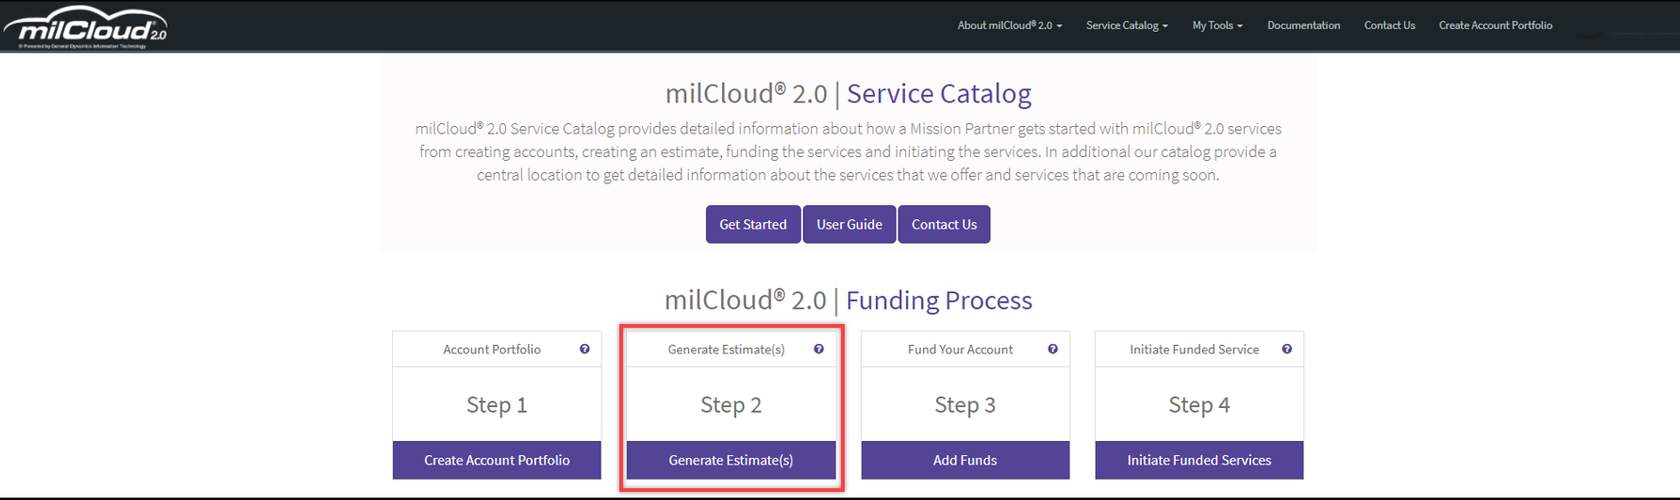 milCloud® 2.0
® Powered by General Dynamics Information Technology
About milCloud® 2.0
Service Catalog
My Tools
Documentation
Contact Us
Create Account Portfolio
milCloud® 2.0 | Service Catalog
milCloud® 2.0 Service Catalog provides detailed information about how a Mission Partner gets started with milCloud® 2.0 services
from creating accounts, creating an estimate, funding the services and initiating the services. In additional our catalog provide a
central location to get detailed information about the services that we offer and services that are coming soon.
Get Started
User Guide
Contact Us
milCloud® 2.0 | Funding Process
Account Portfolio
Step 1
Create Account Portfolio
Generate Estimate(s)
Step 2
Generate Estimate(s)
Fund Your Account
Step 3
Add Funds
Initiate Funded Service
Step 4
Initiate Funded Services